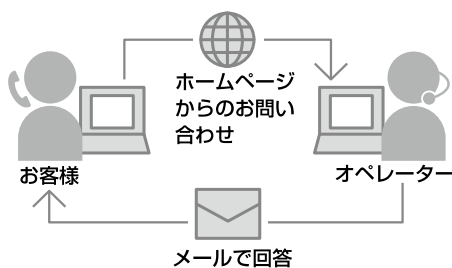 ホームページ
からのお問い
合わせ
お客様
オペレーター
メールで回答